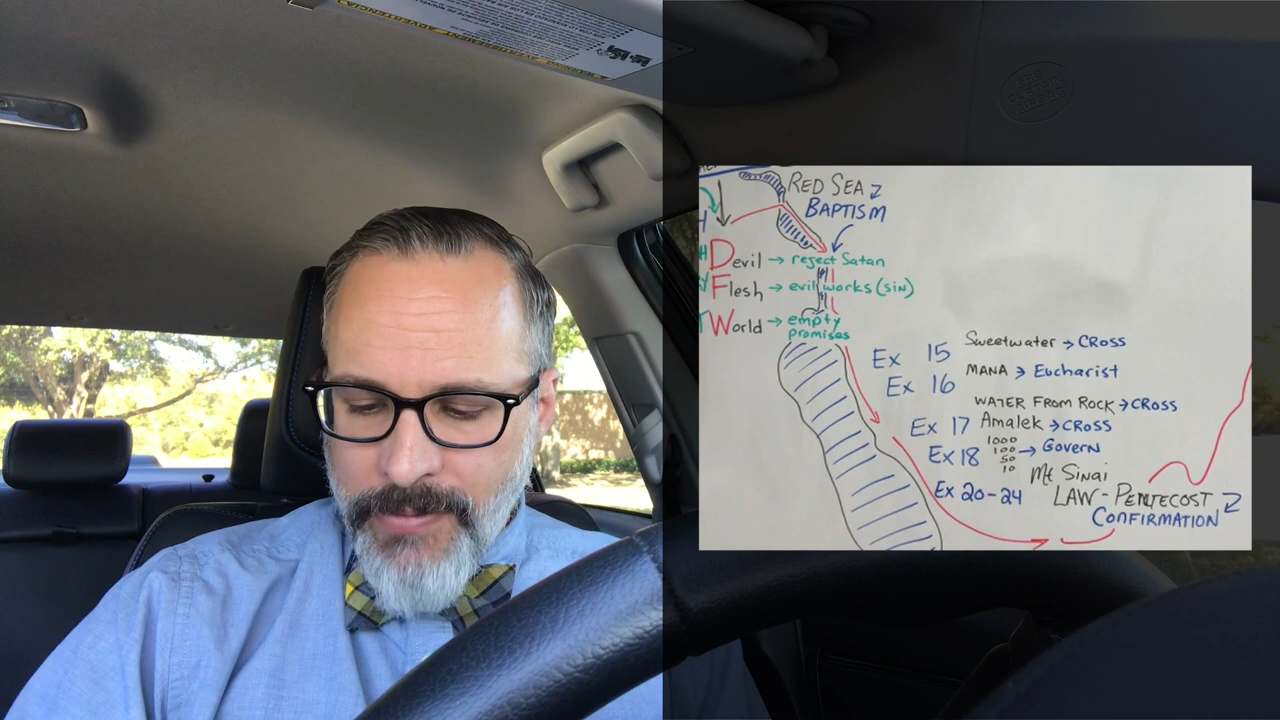 RED SEA
BAPTISM
Devil → reject Satan
Flesh → evil works (sin)
World → empty
promises
Ex 15 Sweetwater → CROSS
Ex 16 MANA → Eucharist
WATER FROM ROCK → CROSS
Ex 17 Amalek → CROSS
Ex 18 1000
100 → GOVERN
50
10
Mt Sinai
Ex 20-24 LAW - PENTECOST
CONFIRMATION